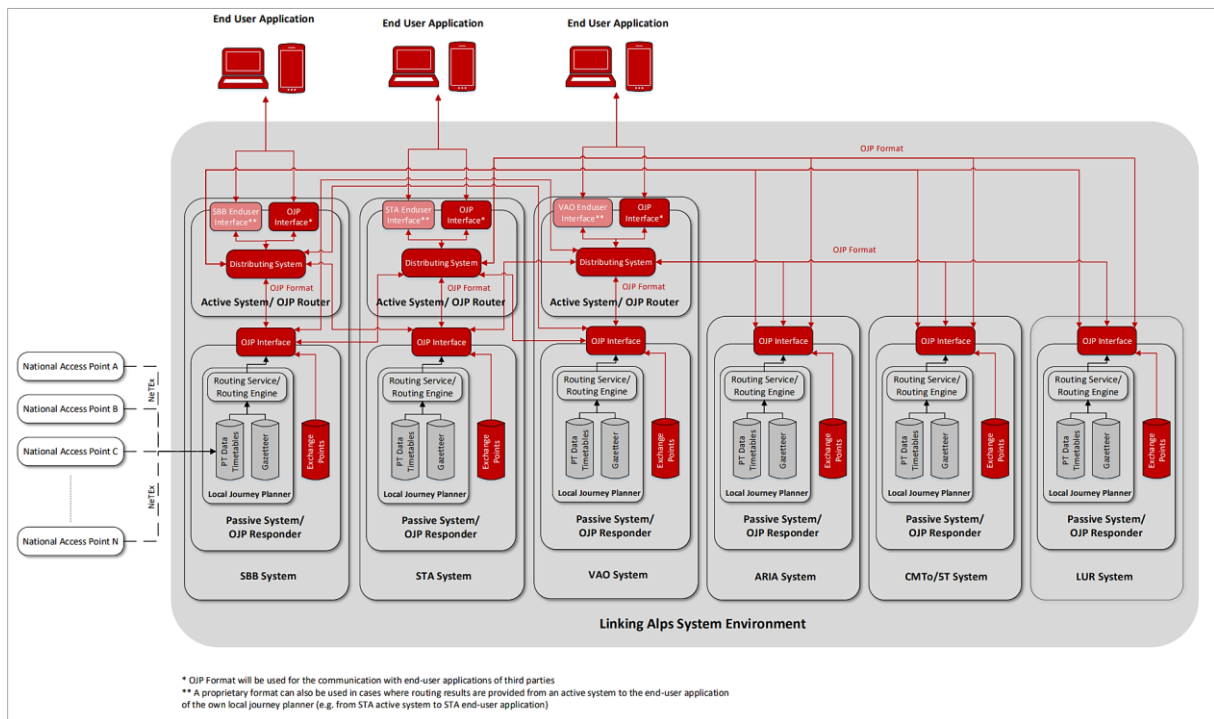 End User Application
End User Application
End User Application
OJP Format
SBB Enduser
Interface**
OJP
Interface*
STA Enduser
Interface**
OJP
Interface*
VAO Enduser
Interface**
OJP
Interface*
OJP Format
Distributing System
Distributing System
Distributing System
OJP Format
OJP Format
OJP Format
Active System/ OJP Router
Active System/ OJP Router
Active System/ OJP Router
OJP Interface
OJP Interface
OJP Interface
OJP Interface
OJP Interface
OJP Interface
National Access Point A
National Access Point B
National Access Point C
National Access Point N
NeTEx
NeTEx
Routing Service/
Routing Engine
PT Data
Timetables
Gazetteer
Exchange
Points
Local Journey Planner
Passive System/
OJP Responder
SBB System
Routing Service/
Routing Engine
PT Data
Timetables
Gazetteer
Exchange
Points
Local Journey Planner
Passive System/
OJP Responder
STA System
Routing Service/
Routing Engine
PT Data
Timetables
Gazetteer
Exchange
Points
Local Journey Planner
Passive System/
OJP Responder
VAO System
Routing Service/
Routing Engine
PT Data
Timetables
Gazetteer
Exchange
Points
Local Journey Planner
Passive System/
OJP Responder
ARIA System
Routing Service/
Routing Engine
PT Data
Timetables
Gazetteer
Exchange
Points
Local Journey Planner
Passive System/
OJP Responder
CMTo/5T System
Routing Service/
Routing Engine
PT Data
Timetables
Gazetteer
Exchange
Points
Local Journey Planner
Passive System/
OJP Responder
LUR System
Linking Alps System Environment
* OJP Format will be used for the communication with end-user applications of third parties
** A proprietary format can also be used in cases where routing results are provided from an active system to the end-user application
of the own local journey planner (e.g. from STA active system to STA end-user application)